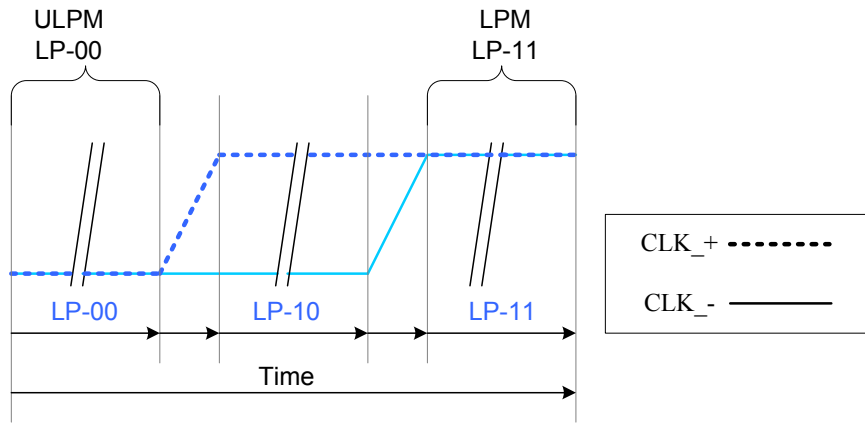 ULPM
LP-00
LPM
LP-11
CLK_+
CLK_-
LP-00
LP-10
LP-11
Time